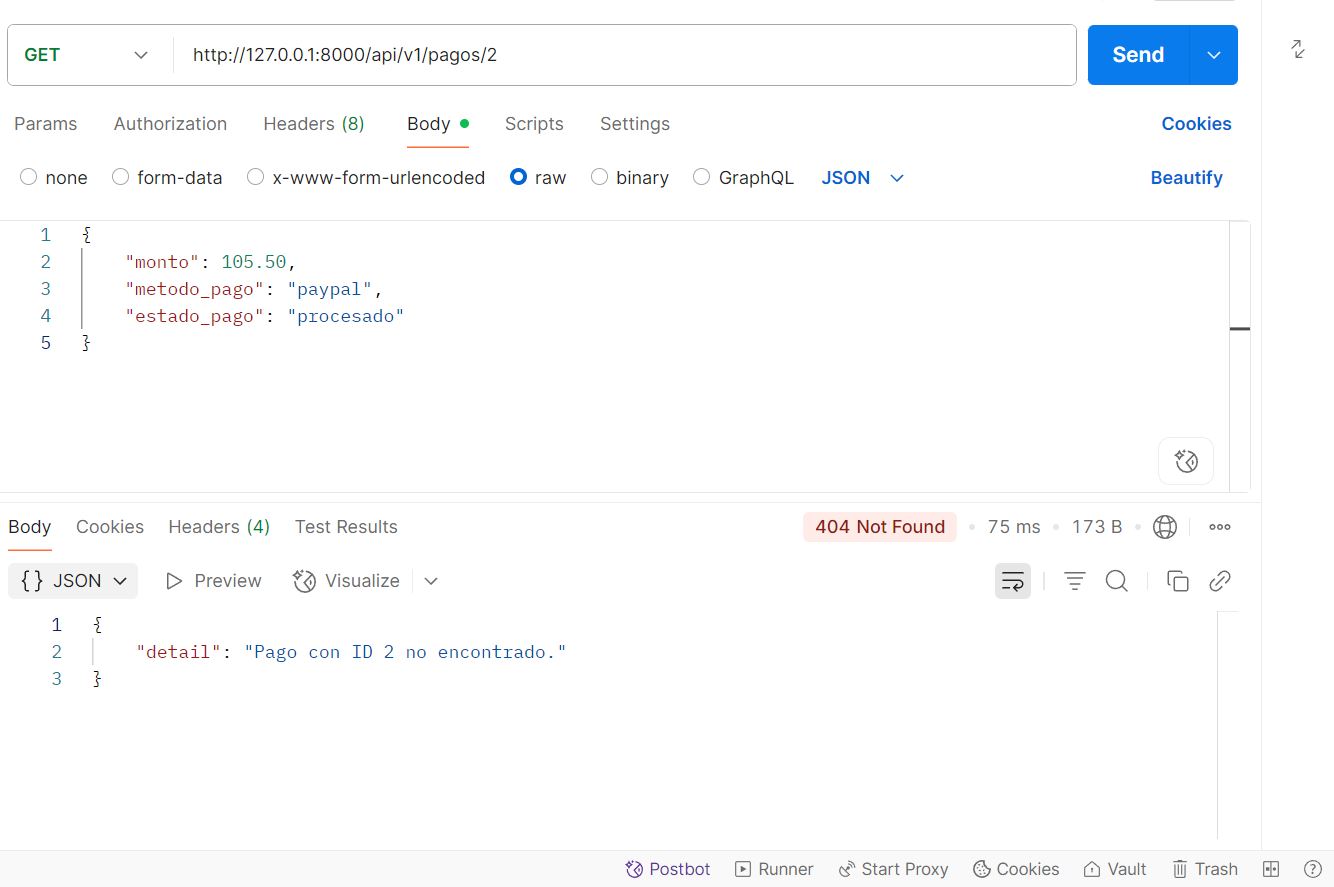 GET http://127.0.0.1:8000/api/v1/pagos/2 Send
Params Authorization Headers (8) Body Scripts Settings Cookies
none form-data x-www-form-urlencoded raw binary GraphQL JSON Beautify
1 {
2 "monto": 105.50,
3 "metodo_pago": "paypal",
4 "estado_pago": "procesado"
5 }
Body Cookies Headers (4) Test Results 404 Not Found 75 ms 173 B
{} JSON Preview Visualize
1 {
2 "detail": "Pago con ID 2 no encontrado."
3 }
Postbot Runner Start Proxy Cookies Vault Trash